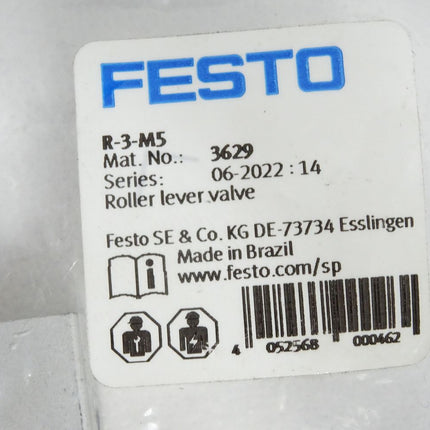 FESTO
R-3-M5
Mat. No.: 3629
Series: 06-2022 : 14
Roller lever valve
Festo SE & Co. KG DE-73734 Esslingen
Made in Brazil
www.festo.com/sp
4 052568 000462